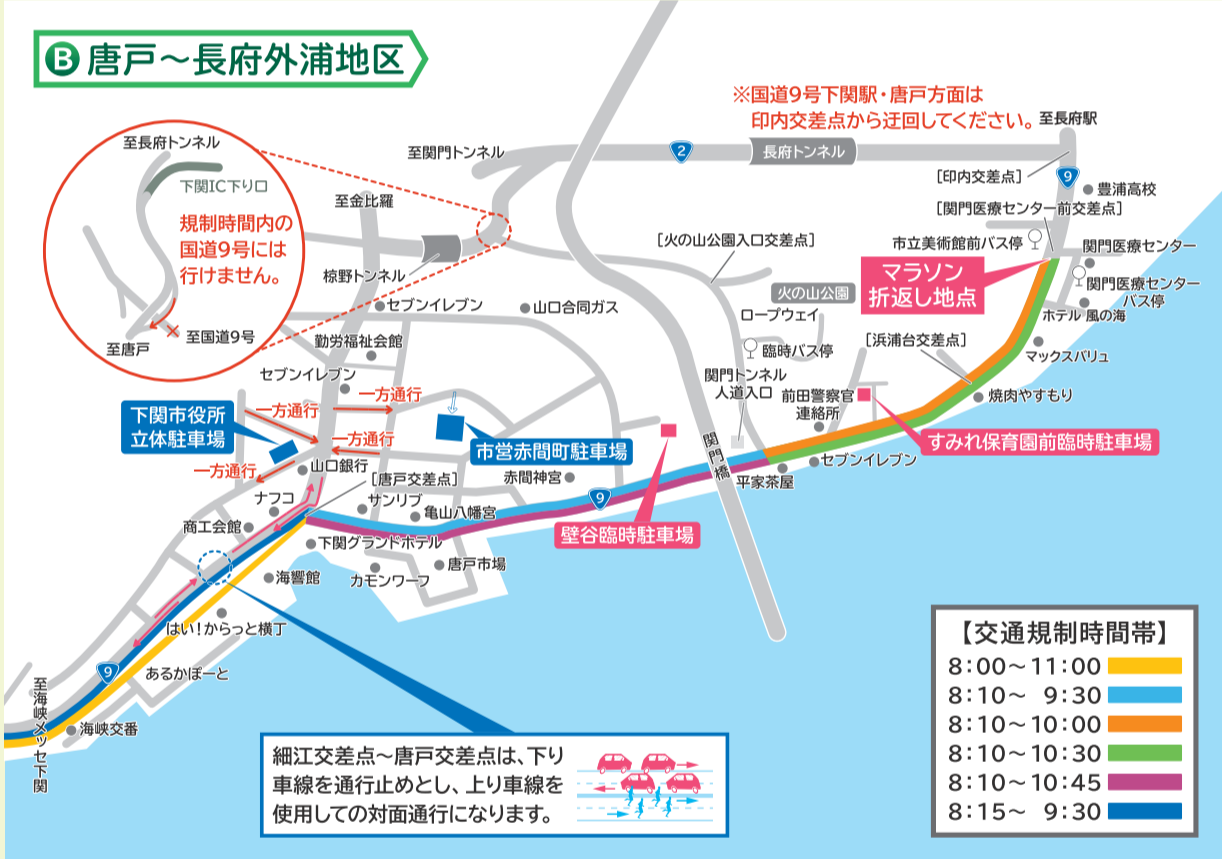 B 唐戸～長府外浦地区
※国道9号下関駅・唐戸方面は
印内交差点から迂回してください。
至長府トンネル
下関IC下り口
規制時間内の
国道9号には
行けません。
至国道9号
至唐戸
至関門トンネル
2
長府トンネル
至長府駅
［印内交差点］
9
豊浦高校
［関門医療センター前交差点］
市立美術館前バス停
関門医療センター
マラソン
折返し地点
関門医療センター
バス停
ホテル 風の海
マックスバリュ
至金比羅
椋野トンネル
［火の山公園入口交差点］
火の山公園
ロープウェイ
臨時バス停
関門トンネル
人道入口
［浜浦台交差点］
焼肉やすもり
前田警察官
連絡所
すみれ保育園前臨時駐車場
セブンイレブン
平家茶屋
関門橋
セブンイレブン
山口合同ガス
勤労福祉会館
セブンイレブン
一方通行
一方通行
一方通行
下関市役所
立体駐車場
市営赤間町駐車場
山口銀行
［唐戸交差点］
赤間神宮
9
壁谷臨時駐車場
ナフコ
サンリブ
亀山八幡宮
商工会館
下関グランドホテル
唐戸市場
カモンワーフ
海響館
はい!からっと横丁
あるかぽーと
9
海峡交番
至海峡メッセ下関
細江交差点～唐戸交差点は、下り
車線を通行止めとし、上り車線を
使用しての対面通行になります。
【交通規制時間帯】
8：00～11：00
8：10～ 9：30
8：10～10：00
8：10～10：30
8：10～10：45
8：15～ 9：30